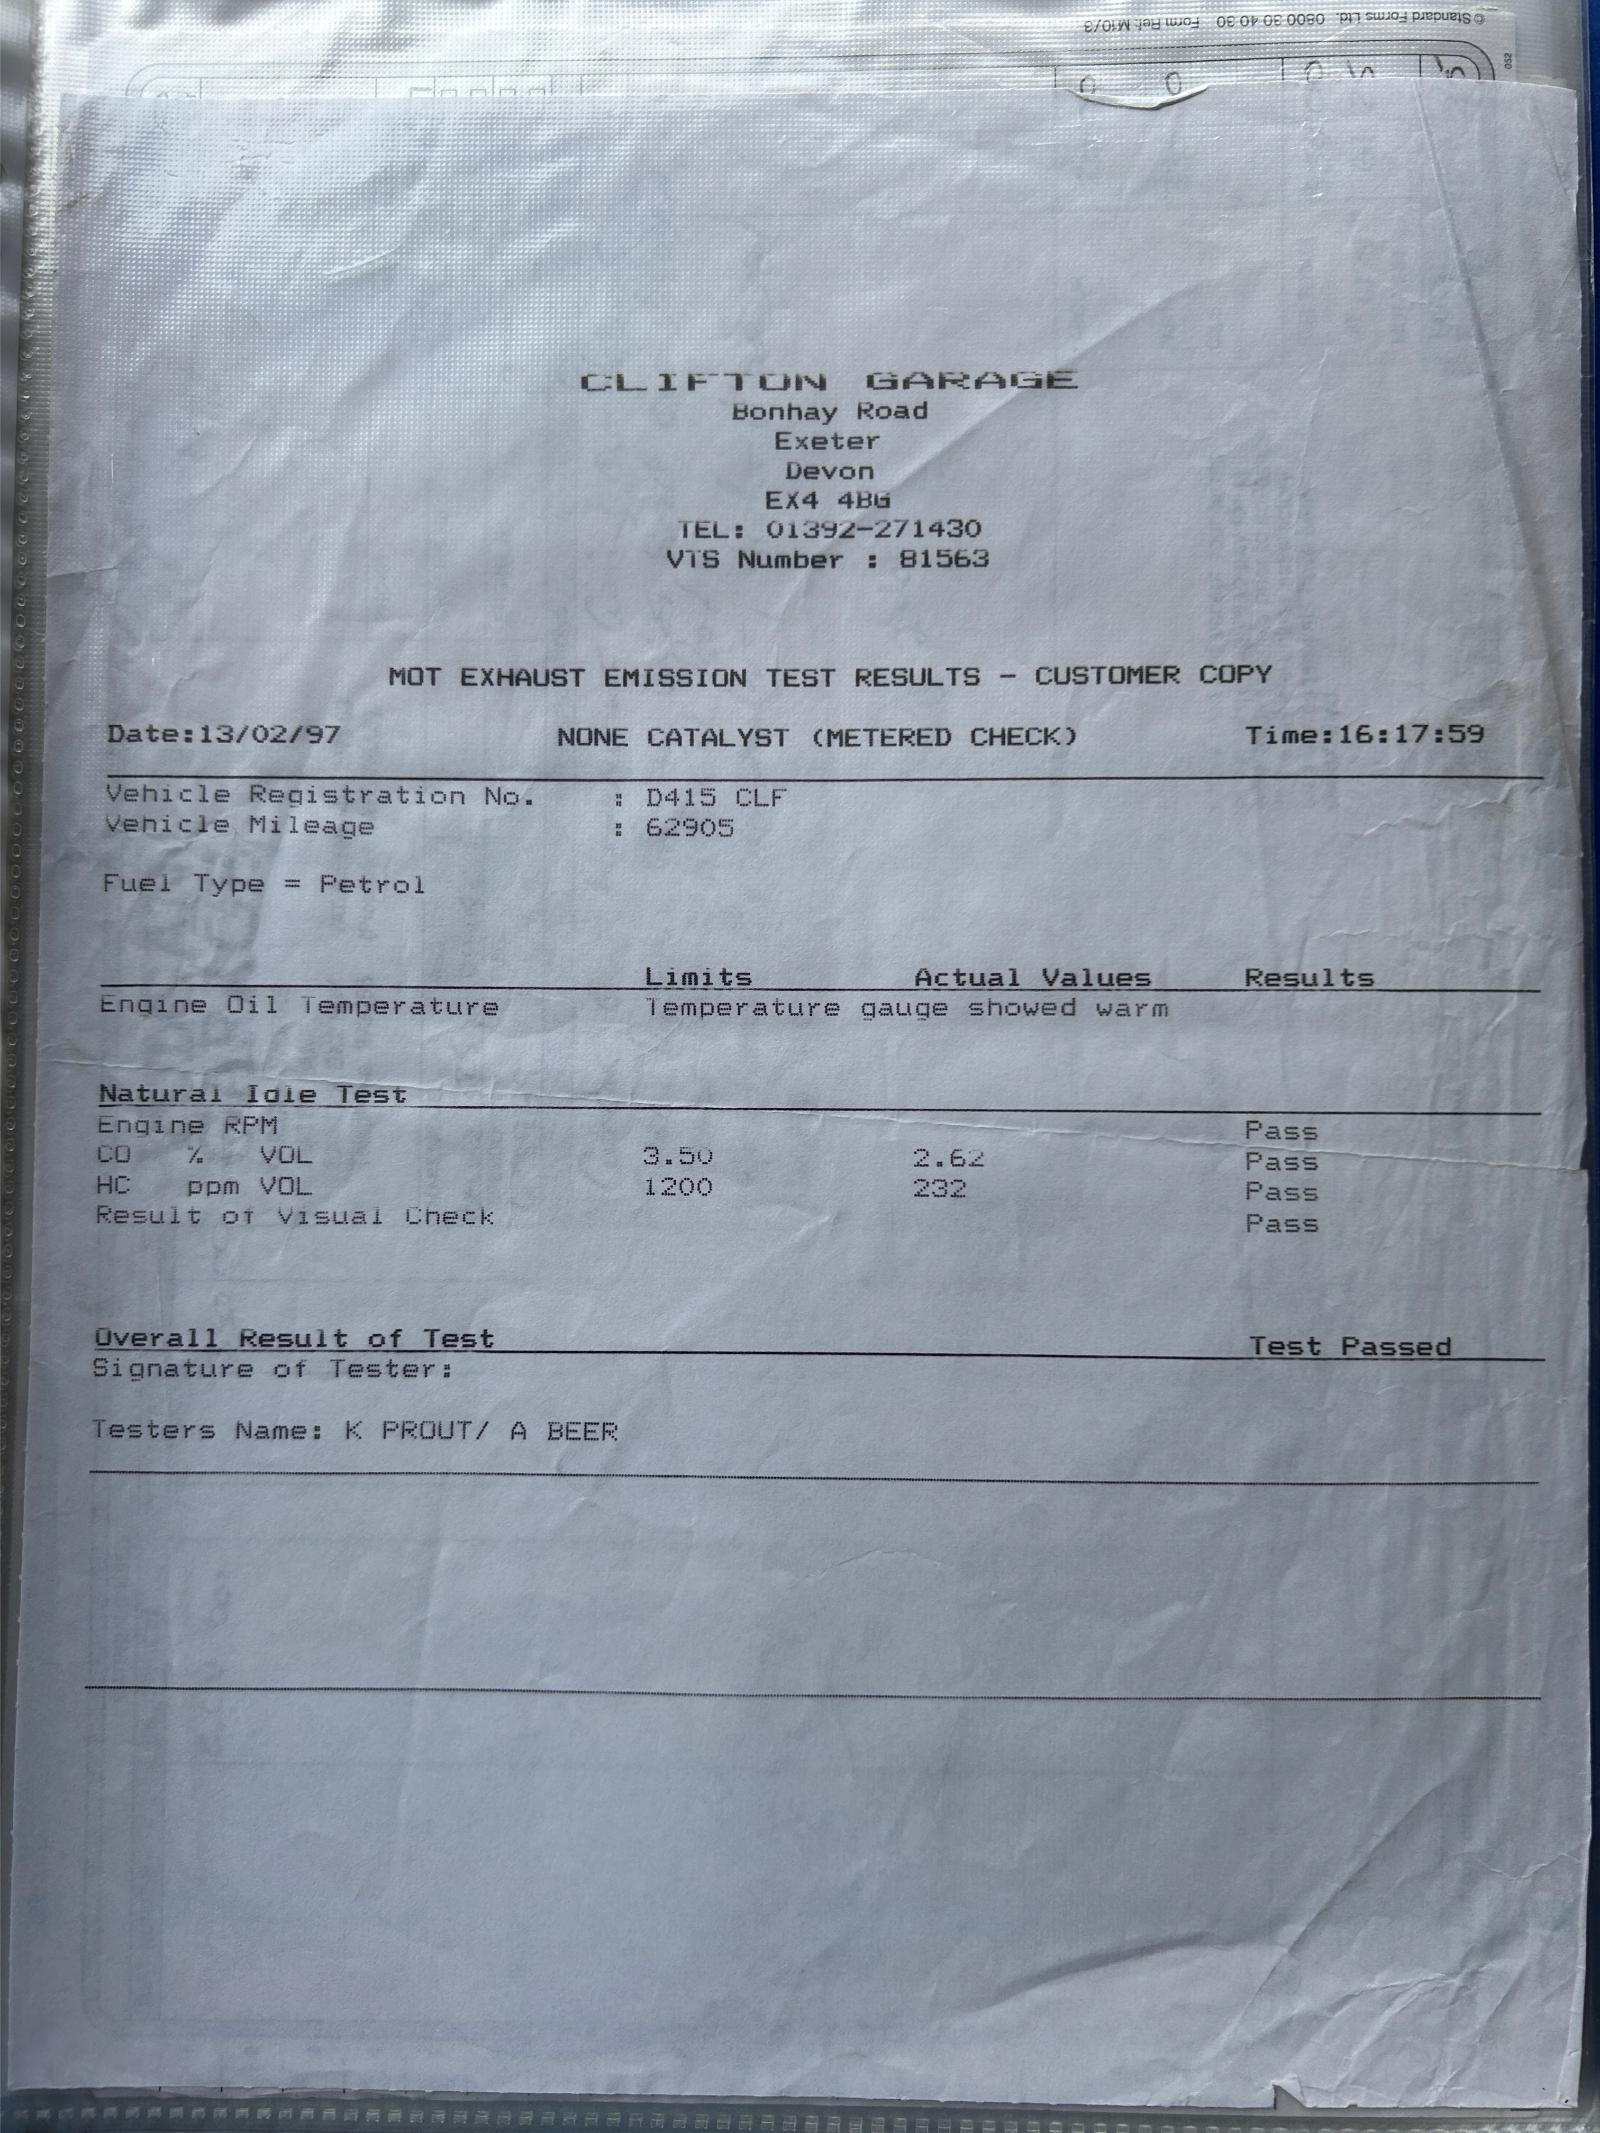 © Standard Forms Ltd. 0800 30 40 30 Form Ref: M10/3
052
CLIFTON GARAGE
Bonhay Road
Exeter
Devon
EX4 4BG
TEL: 01392-271430
VTS Number : 81563
MOT EXHAUST EMISSION TEST RESULTS - CUSTOMER COPY
Date:13/02/97 NONE CATALYST (METERED CHECK) Time:16:17:59
Vehicle Registration No. : D415 CLF
Vehicle Mileage : 62905
Fuel Type = Petrol
Limits Actual Values Results
Engine Oil Temperature Temperature gauge showed warm
Natural Idle Test
Engine RPM Pass
CO % VOL 3.50 2.62 Pass
HC ppm VOL 1200 232 Pass
Result of Visual Check Pass
Overall Result of Test Test Passed
Signature of Tester:
Testers Name: K PROUT/ A BEER